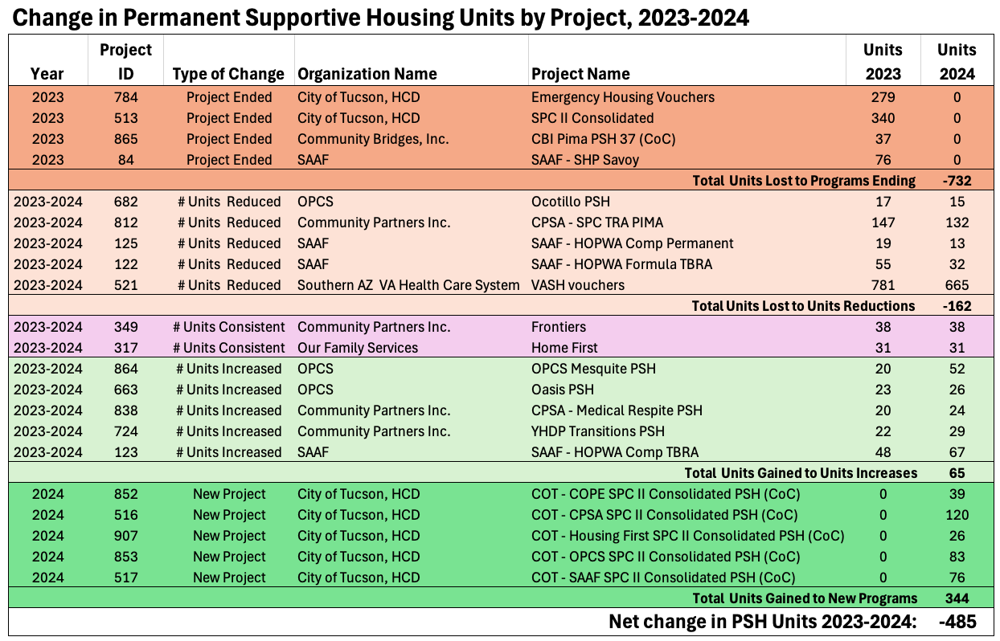 Change in Permanent Supportive Housing Units by Project, 2023-2024
Year Project ID Type of Change Organization Name Project Name Units 2023 Units 2024
2023 784 Project Ended City of Tucson, HCD Emergency Housing Vouchers 279 0
2023 513 Project Ended City of Tucson, HCD SPC II Consolidated 340 0
2023 865 Project Ended Community Bridges, Inc. CBI Pima PSH 37 (CoC) 37 0
2023 84 Project Ended SAAF SAAF - SHP Savoy 76 0
Total Units Lost to Programs Ending -732
2023-2024 682 # Units Reduced OPCS Ocotillo PSH 17 15
2023-2024 812 # Units Reduced Community Partners Inc. CPSA - SPC TRA PIMA 147 132
2023-2024 125 # Units Reduced SAAF SAAF - HOPWA Comp Permanent 19 13
2023-2024 122 # Units Reduced SAAF SAAF - HOPWA Formula TBRA 55 32
2023-2024 521 # Units Reduced Southern AZ VA Health Care System VASH vouchers 781 665
Total Units Lost to Units Reductions -162
2023-2024 349 # Units Consistent Community Partners Inc. Frontiers 38 38
2023-2024 317 # Units Consistent Our Family Services Home First 31 31
2023-2024 864 # Units Increased OPCS OPCS Mesquite PSH 20 52
2023-2024 663 # Units Increased OPCS Oasis PSH 23 26
2023-2024 838 # Units Increased Community Partners Inc. CPSA - Medical Respite PSH 20 24
2023-2024 724 # Units Increased Community Partners Inc. YHDP Transitions PSH 22 29
2023-2024 123 # Units Increased SAAF SAAF - HOPWA Comp TBRA 48 67
Total Units Gained to Units Increases 65
2024 852 New Project City of Tucson, HCD COT - COPE SPC II Consolidated PSH (CoC) 0 39
2024 516 New Project City of Tucson, HCD COT - CPSA SPC II Consolidated PSH (CoC) 0 120
2024 907 New Project City of Tucson, HCD COT - Housing First SPC II Consolidated PSH (CoC) 0 26
2024 853 New Project City of Tucson, HCD COT - OPCS SPC II Consolidated PSH (CoC) 0 83
2024 517 New Project City of Tucson, HCD COT - SAAF SPC II Consolidated PSH (CoC) 0 76
Total Units Gained to New Programs 344
Net change in PSH Units 2023-2024: -485